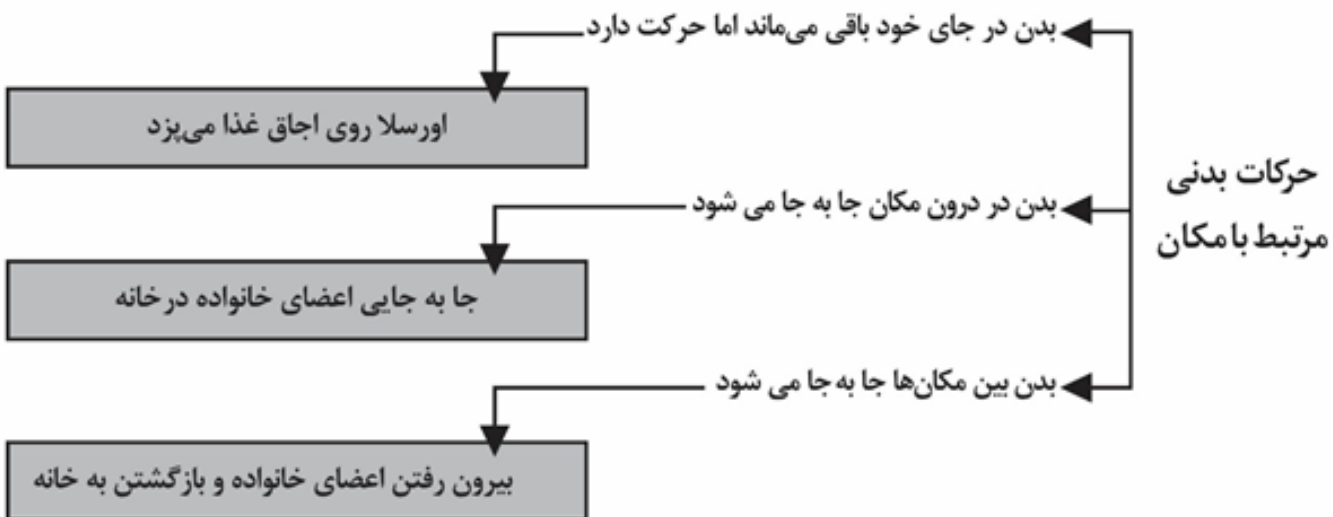 حرکات بدنی
مرتبط با مکان
بدن در جای خود باقی می‌ماند اما حرکت دارد
اورسلا روی اجاق غذا می‌پزد
بدن در درون مکان جا به جا می شود
جا به جایی اعضای خانواده در خانه
بدن بین مکان‌ها جا به جا می شود
بیرون رفتن اعضای خانواده و بازگشتن به خانه